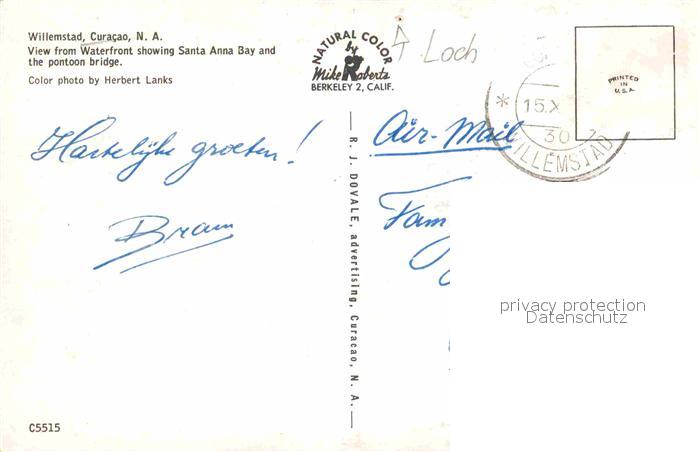 Willemstad, Curaçao, N. A.
View from Waterfront showing Santa Anna Bay and
the pontoon bridge.
Color photo by Herbert Lanks
NATURAL COLOR
by
Mike Roberts
BERKELEY 2, CALIF.
Loch
PRINTED
IN
U.S.A.
* 15.X
30
WILLEMSTAD
Hartelijke groeten!
Bram
R. J. DOVALE, advertising, Curacao, N. A.
Air-Mail
Fam
privacy protection
Datenschutz
C5515